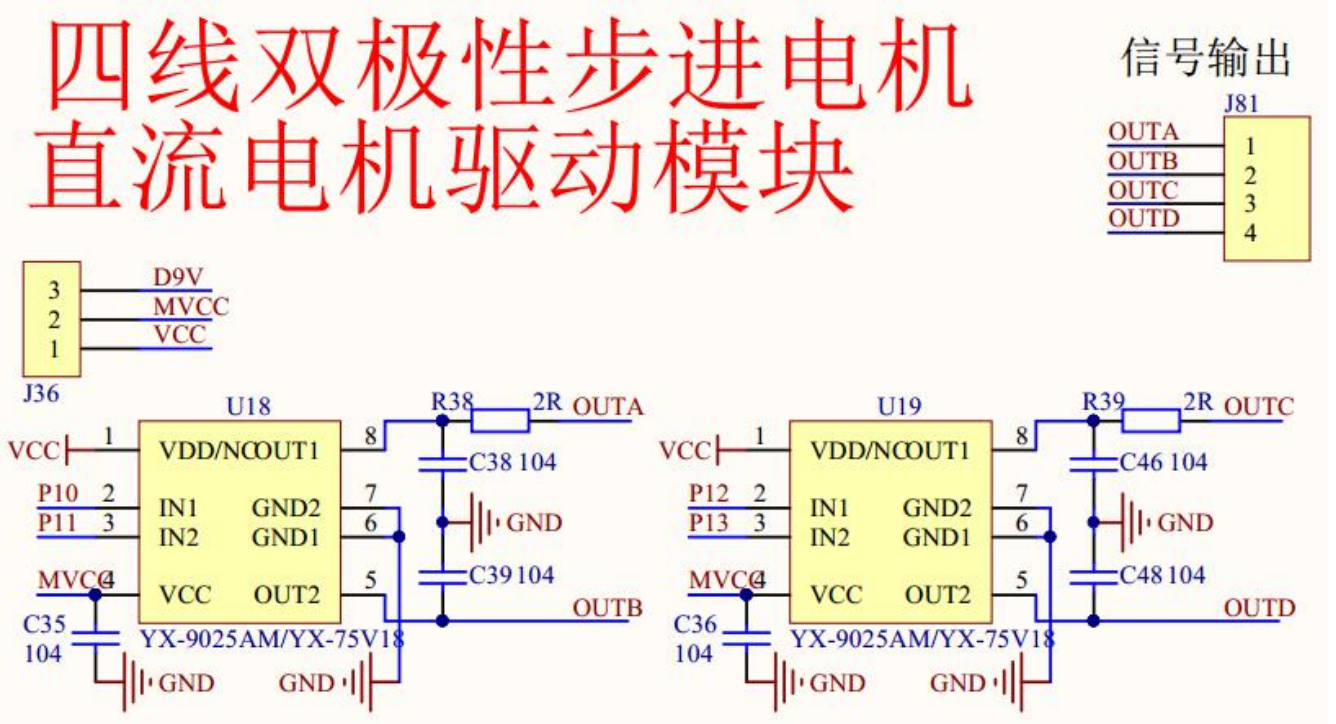 四线双极性步进电机
直流电机驱动模块
信号输出
J81
OUTA 1
OUTB 2
OUTC 3
OUTD 4
3 D9V
2 MVCC
1 VCC
J36
U18
R38 2R OUTA
VCC 1 VDD/NC OUT1 8
C38 104
P10 2 IN1 GND2 7
P11 3 IN2 GND1 6
GND
MVCC 4 VCC OUT2 5
C39 104
OUTB
C35
104
YX-9025AM/YX-75V18
GND
GND
U19
R39 2R OUTC
VCC 1 VDD/NC OUT1 8
C46 104
P12 2 IN1 GND2 7
P13 3 IN2 GND1 6
GND
MVCC 4 VCC OUT2 5
C48 104
OUTD
C36
104
YX-9025AM/YX-75V18
GND
GND